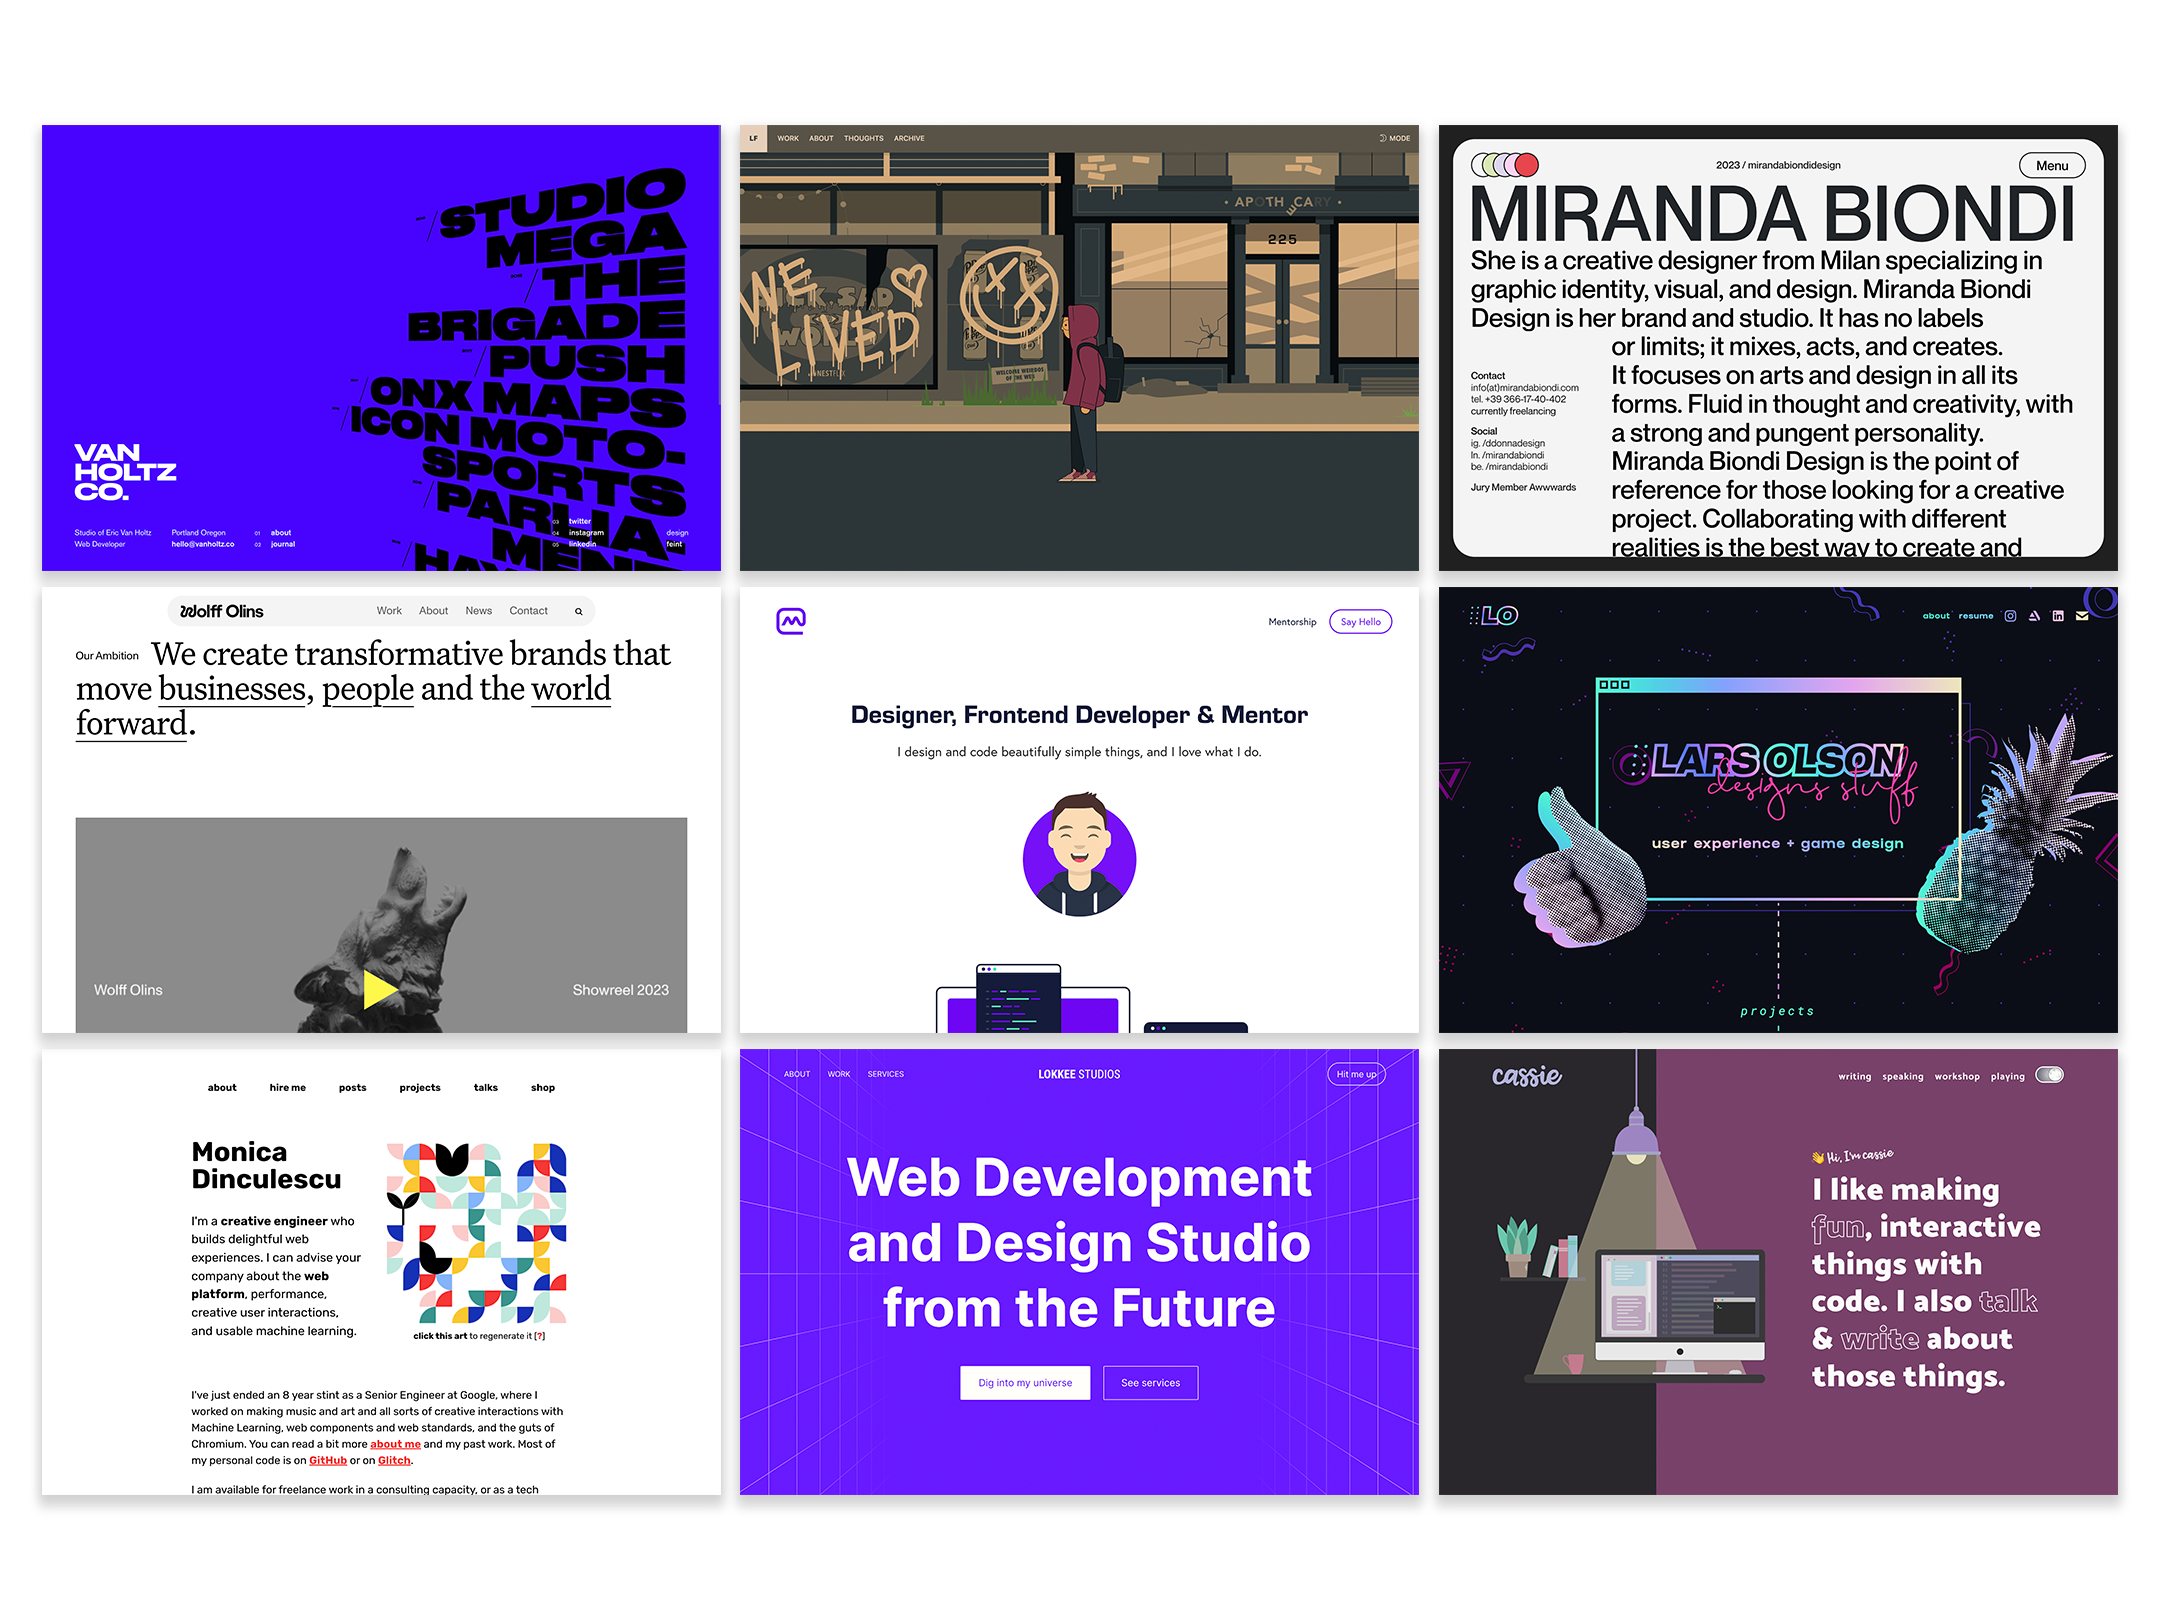 STUDIO
MEGA
THE
BRIGADE
PUSH
ONX MAPS
ICON MOTO.
SPORTS
PARLIA-
MENT
VAN
HOLTZ
CO.
Studio of Eric Van Holtz
Web Developer
Portland Oregon
hello@vanholtz.co
01 about
02 journal
03 twitter
04 instagram
05 linkedin
design
feint
LF WORK ABOUT THOUGHTS ARCHIVE MODE
APOTHECARY
225
WE
LIVED
NESTFLIX
WELCOME WEIRDOS
OF THE WEB
2023 / mirandabiondidesign
Menu
MIRANDA BIONDI
She is a creative designer from Milan specializing in
graphic identity, visual, and design. Miranda Biondi
Design is her brand and studio. It has no labels
or limits; it mixes, acts, and creates.
It focuses on arts and design in all its
forms. Fluid in thought and creativity, with
a strong and pungent personality.
Miranda Biondi Design is the point of
reference for those looking for a creative
project. Collaborating with different
realities is the best way to create and
Contact
info(at)mirandabiondi.com
tel. +39 366-17-40-402
currently freelancing
Social
ig. /ddonnadesign
In. /mirandabiondi
be. /mirandabiondi
Jury Member Awwwards
Wolff Olins Work About News Contact
Our Ambition We create transformative brands that
move businesses, people and the world
forward.
Wolff Olins
Showreel 2023
Mentorship Say Hello
Designer, Frontend Developer & Mentor
I design and code beautifully simple things, and I love what I do.
LO
about resume
LARS OLSON
designs stuff
user experience + game design
projects
about hire me posts projects talks shop
Monica
Dinculescu
I'm a creative engineer who
builds delightful web
experiences. I can advise your
company about the web
platform, performance,
creative user interactions,
and usable machine learning.
click this art to regenerate it [?]
I've just ended an 8 year stint as a Senior Engineer at Google, where I
worked on making music and art and all sorts of creative interactions with
Machine Learning, web components and web standards, and the guts of
Chromium. You can read a bit more about me and my past work. Most of
my personal code is on GitHub or on Glitch.
I am available for freelance work in a consulting capacity, or as a tech
ABOUT WORK SERVICES
LOKKEE STUDIOS
Hit me up
Web Development
and Design Studio
from the Future
Dig into my universe
See services
cassie
writing speaking workshop playing
Hi, I'm cassie
I like making
fun, interactive
things with
code. I also talk
& write about
those things.